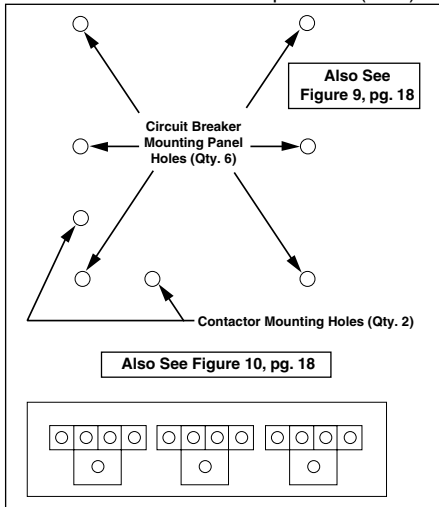 Also See
Figure 9, pg. 18
Circuit Breaker
Mounting Panel
Holes (Qty. 6)
Contactor Mounting Holes (Qty. 2)
Also See Figure 10, pg. 18